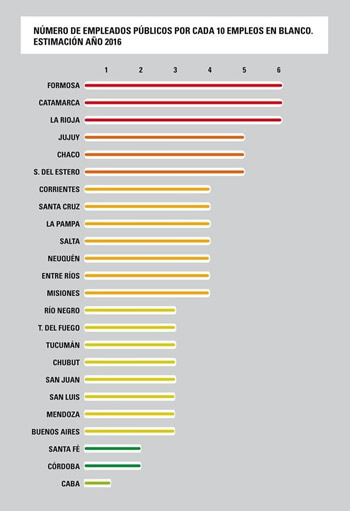 NÚMERO DE EMPLEADOS PÚBLICOS POR CADA 10 EMPLEOS EN BLANCO.
ESTIMACIÓN AÑO 2016
1 2 3 4 5 6
FORMOSA
CATAMARCA
LA RIOJA
JUJUY
CHACO
S. DEL ESTERO
CORRIENTES
SANTA CRUZ
LA PAMPA
SALTA
NEUQUÉN
ENTRE RÍOS
MISIONES
RÍO NEGRO
T. DEL FUEGO
TUCUMÁN
CHUBUT
SAN JUAN
SAN LUIS
MENDOZA
BUENOS AIRES
SANTA FÉ
CÓRDOBA
CABA